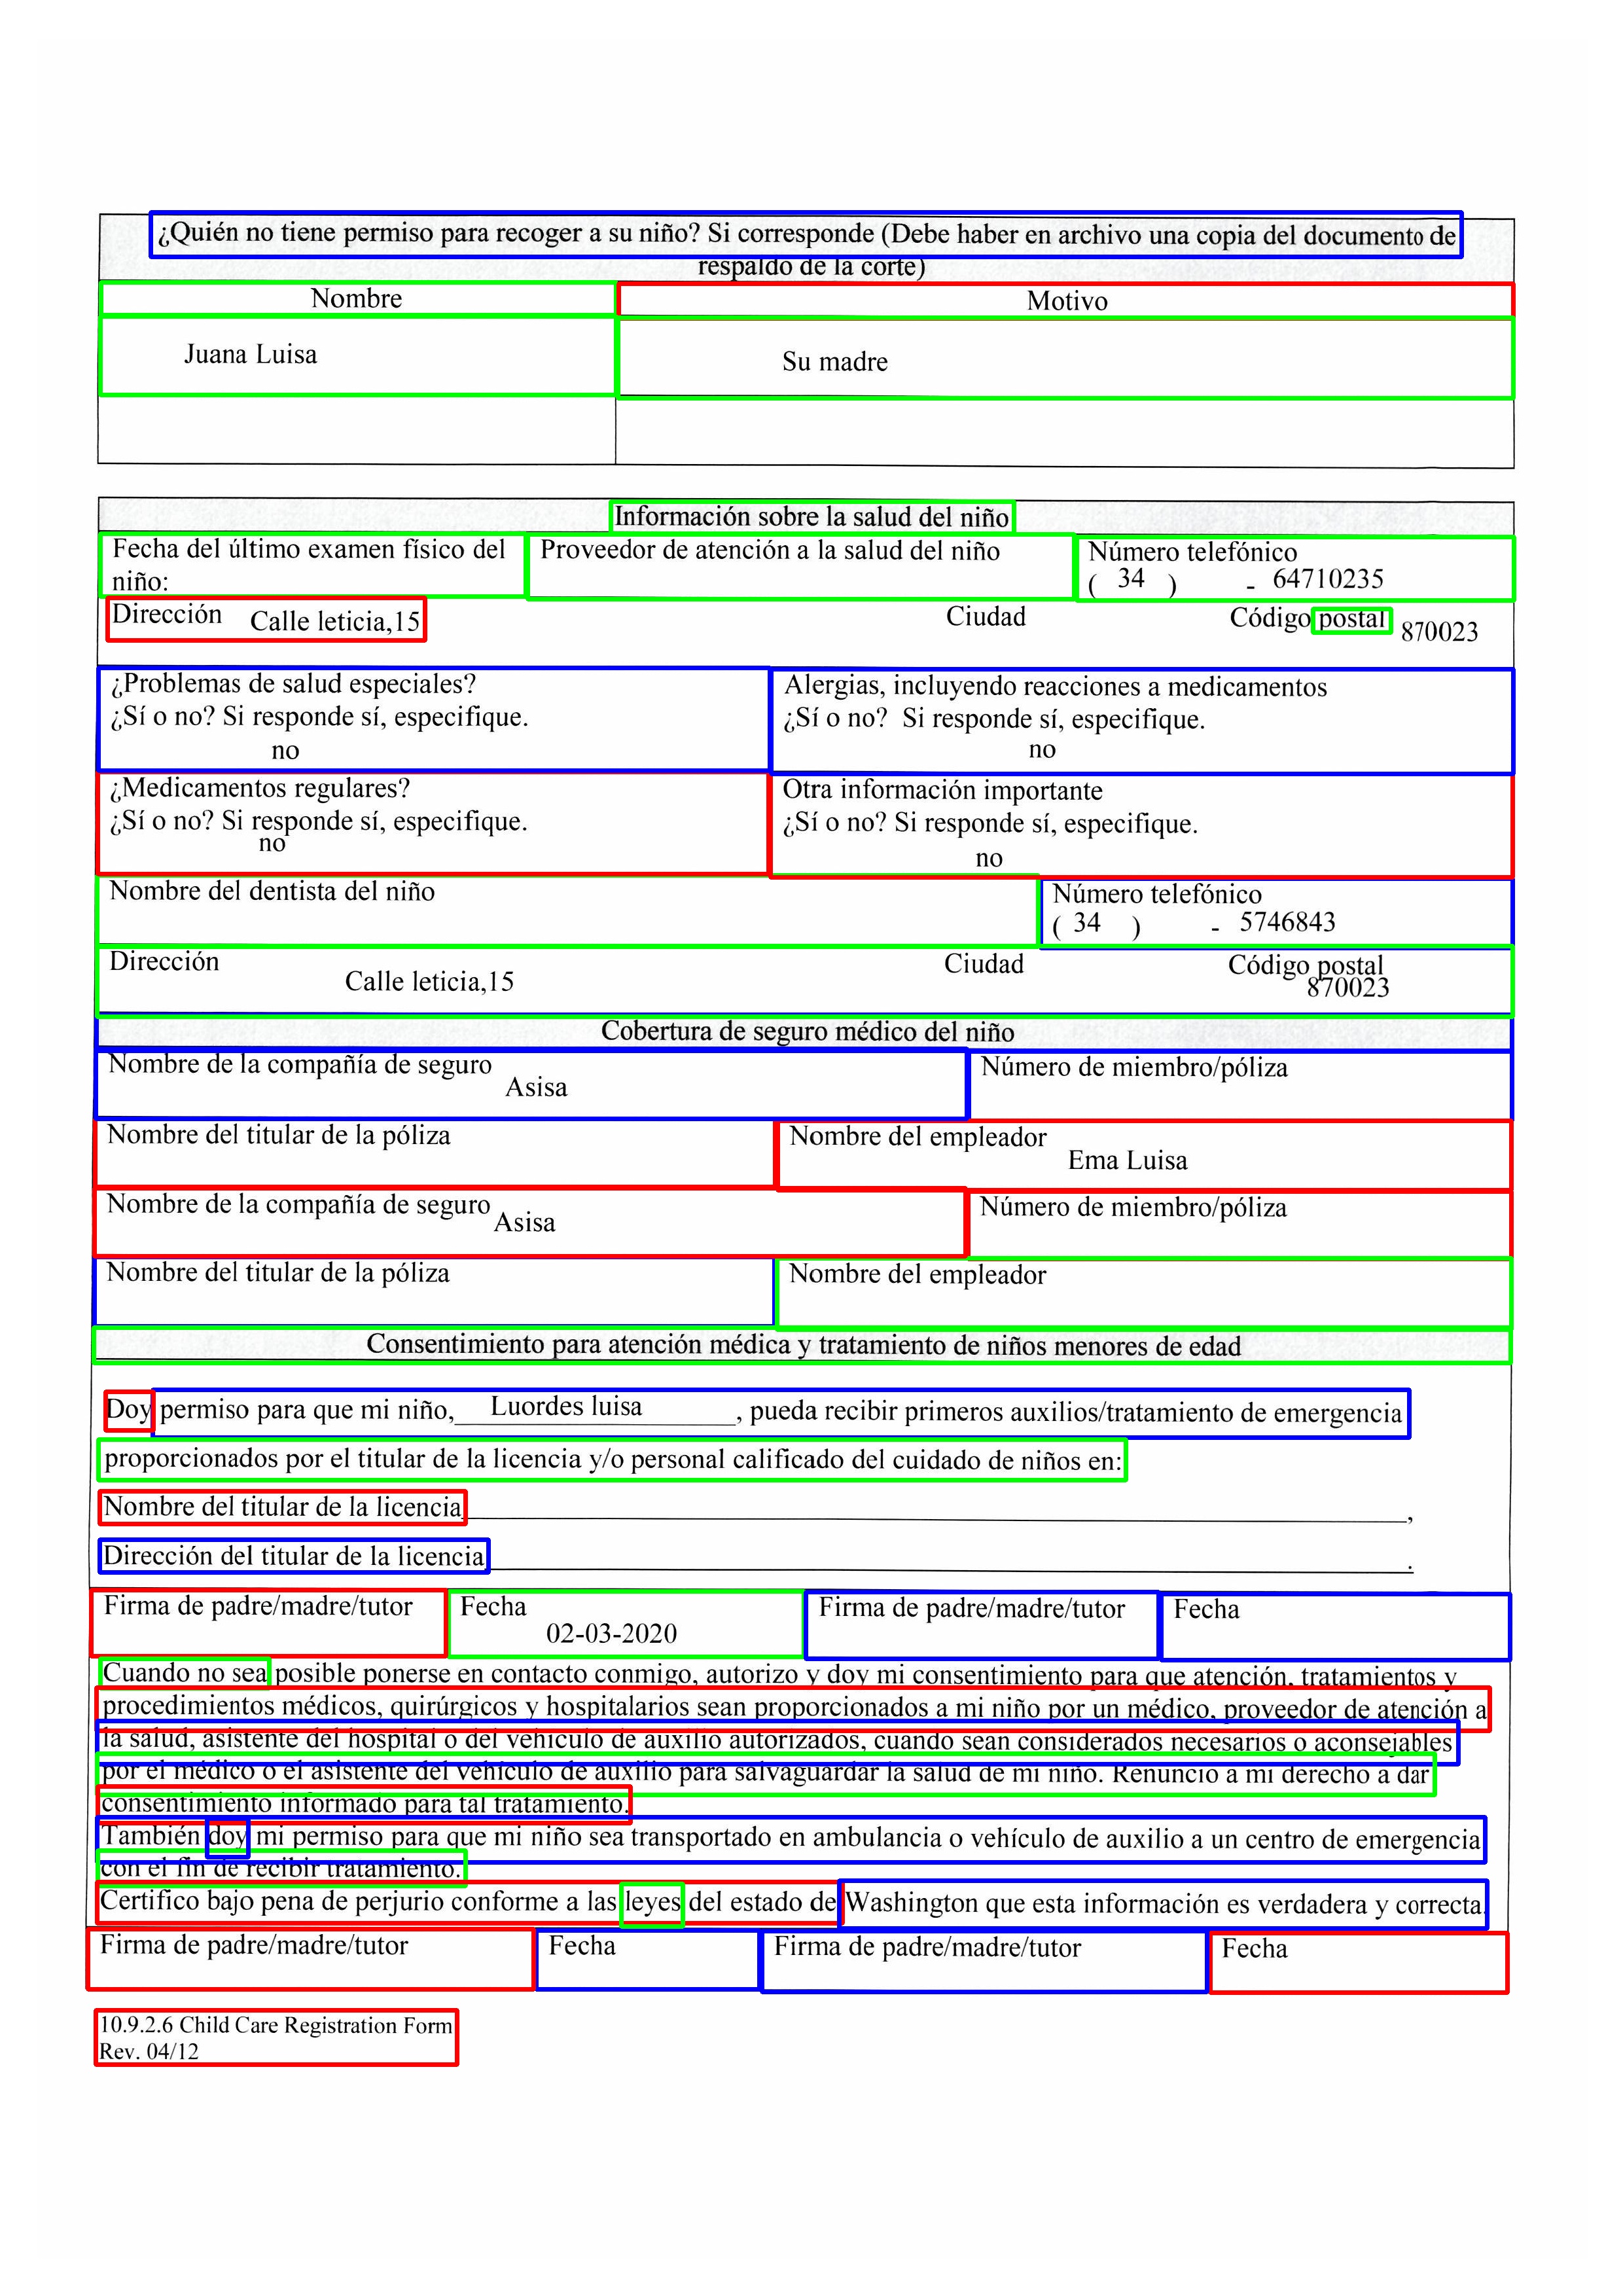 ¿Quién no tiene permiso para recoger a su niño? Si corresponde (Debe haber en archivo una copia del documento de
respaldo de la corte)
Nombre Motivo
Juana Luisa Su madre
Información sobre la salud del niño
Fecha del último examen físico del niño: Proveedor de atención a la salud del niño Número telefónico
( 34 ) - 64710235
Dirección Calle leticia,15 Ciudad Código postal 870023
¿Problemas de salud especiales?
¿Sí o no? Si responde sí, especifique.
no
Alergias, incluyendo reacciones a medicamentos
¿Sí o no? Si responde sí, especifique.
no
¿Medicamentos regulares?
¿Sí o no? Si responde sí, especifique.
no
Otra información importante
¿Sí o no? Si responde sí, especifique.
no
Nombre del dentista del niño
Número telefónico
( 34 ) - 5746843
Dirección Ciudad Código postal
Calle leticia,15 870023
Cobertura de seguro médico del niño
Nombre de la compañía de seguro Número de miembro/póliza
Asisa
Nombre del titular de la póliza Nombre del empleador
Ema Luisa
Nombre de la compañía de seguro Número de miembro/póliza
Asisa
Nombre del titular de la póliza Nombre del empleador
Consentimiento para atención médica y tratamiento de niños menores de edad
Doy permiso para que mi niño, Luordes luisa , pueda recibir primeros auxilios/tratamiento de emergencia
proporcionados por el titular de la licencia y/o personal calificado del cuidado de niños en:
Nombre del titular de la licencia ,
Dirección del titular de la licencia .
Firma de padre/madre/tutor Fecha Firma de padre/madre/tutor Fecha
02-03-2020
Cuando no sea posible ponerse en contacto conmigo, autorizo y doy mi consentimiento para que atención, tratamientos y
procedimientos médicos, quirúrgicos y hospitalarios sean proporcionados a mi niño por un médico, proveedor de atención a
la salud, asistente del hospital o del vehículo de auxilio autorizados, cuando sean considerados necesarios o aconsejables
por el médico o el asistente del vehículo de auxilio para salvaguardar la salud de mi niño. Renuncio a mi derecho a dar
consentimiento informado para tal tratamiento.
También doy mi permiso para que mi niño sea transportado en ambulancia o vehículo de auxilio a un centro de emergencia
con el fin de recibir tratamiento.
Certifico bajo pena de perjurio conforme a las leyes del estado de Washington que esta información es verdadera y correcta.
Firma de padre/madre/tutor Fecha Firma de padre/madre/tutor Fecha
10.9.2.6 Child Care Registration Form
Rev. 04/12